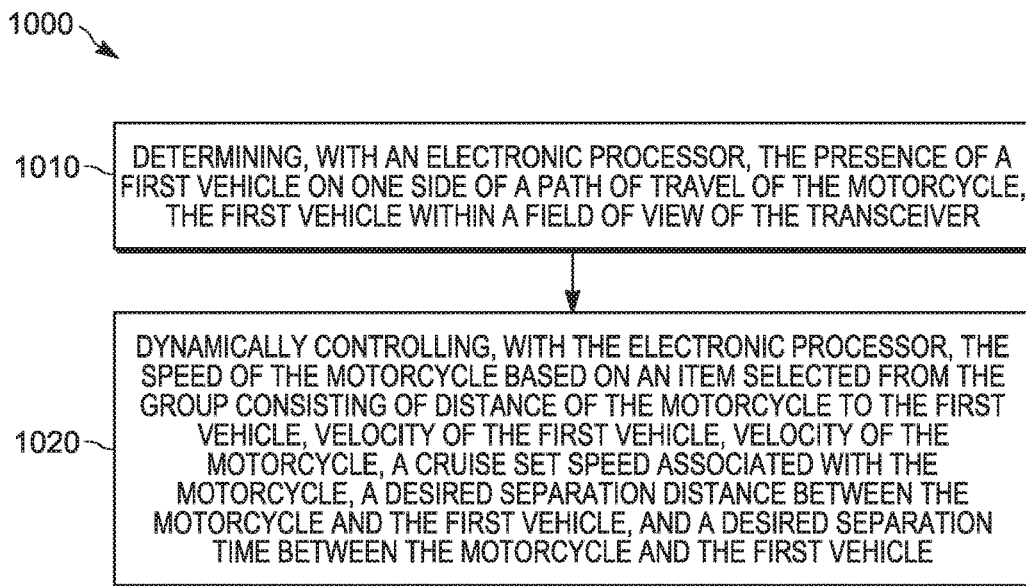 1000
1010
DETERMINING, WITH AN ELECTRONIC PROCESSOR, THE PRESENCE OF A
FIRST VEHICLE ON ONE SIDE OF A PATH OF TRAVEL OF THE MOTORCYCLE,
THE FIRST VEHICLE WITHIN A FIELD OF VIEW OF THE TRANSCEIVER
1020
DYNAMICALLY CONTROLLING, WITH THE ELECTRONIC PROCESSOR, THE
SPEED OF THE MOTORCYCLE BASED ON AN ITEM SELECTED FROM THE
GROUP CONSISTING OF DISTANCE OF THE MOTORCYCLE TO THE FIRST
VEHICLE, VELOCITY OF THE FIRST VEHICLE, VELOCITY OF THE
MOTORCYCLE, A CRUISE SET SPEED ASSOCIATED WITH THE
MOTORCYCLE, A DESIRED SEPARATION DISTANCE BETWEEN THE
MOTORCYCLE AND THE FIRST VEHICLE, AND A DESIRED SEPARATION
TIME BETWEEN THE MOTORCYCLE AND THE FIRST VEHICLE